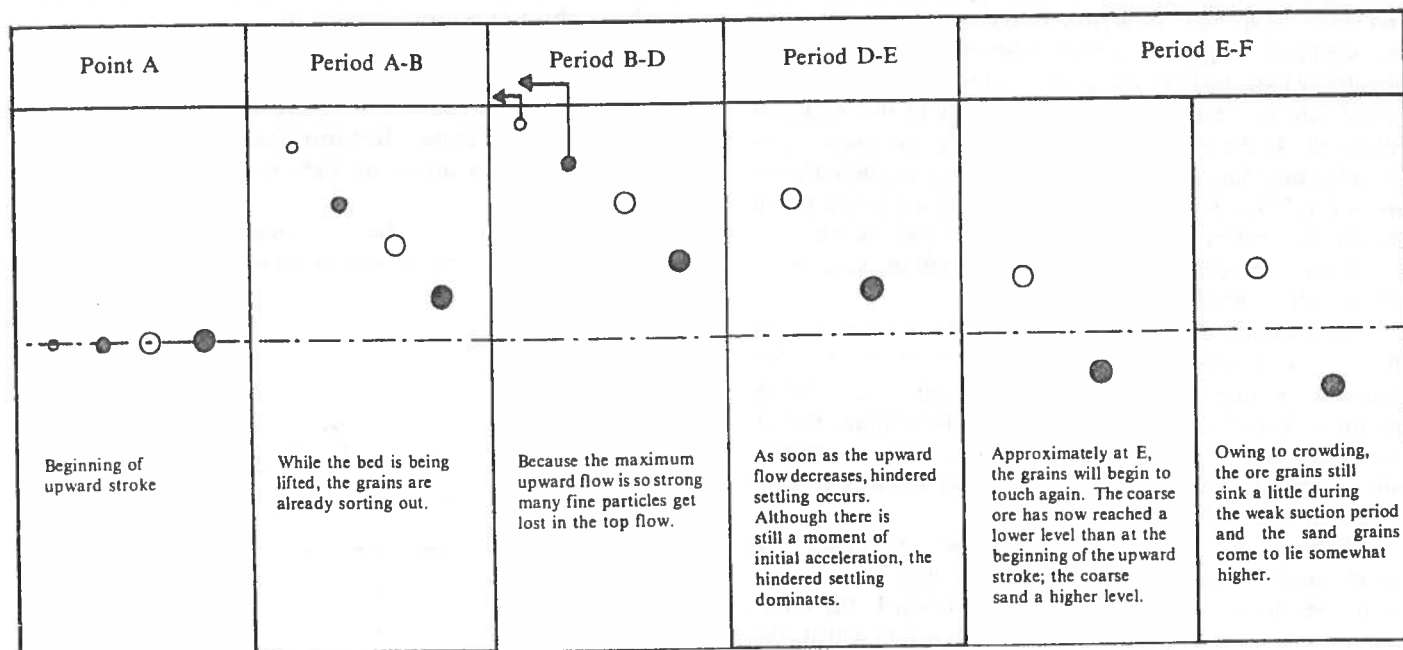 Point A
Period A-B
Period B-D
Period D-E
Period E-F
Beginning of
upward stroke
While the bed is being
lifted, the grains are
already sorting out.
Because the maximum
upward flow is so strong
many fine particles get
lost in the top flow.
As soon as the upward
flow decreases, hindered
settling occurs.
Although there is
still a moment of
initial acceleration, the
hindered settling
dominates.
Approximately at E,
the grains will begin to
touch again. The coarse
ore has now reached a
lower level than at the
beginning of the upward
stroke; the coarse
sand a higher level.
Owing to crowding,
the ore grains still
sink a little during
the weak suction period
and the sand grains
come to lie somewhat
higher.